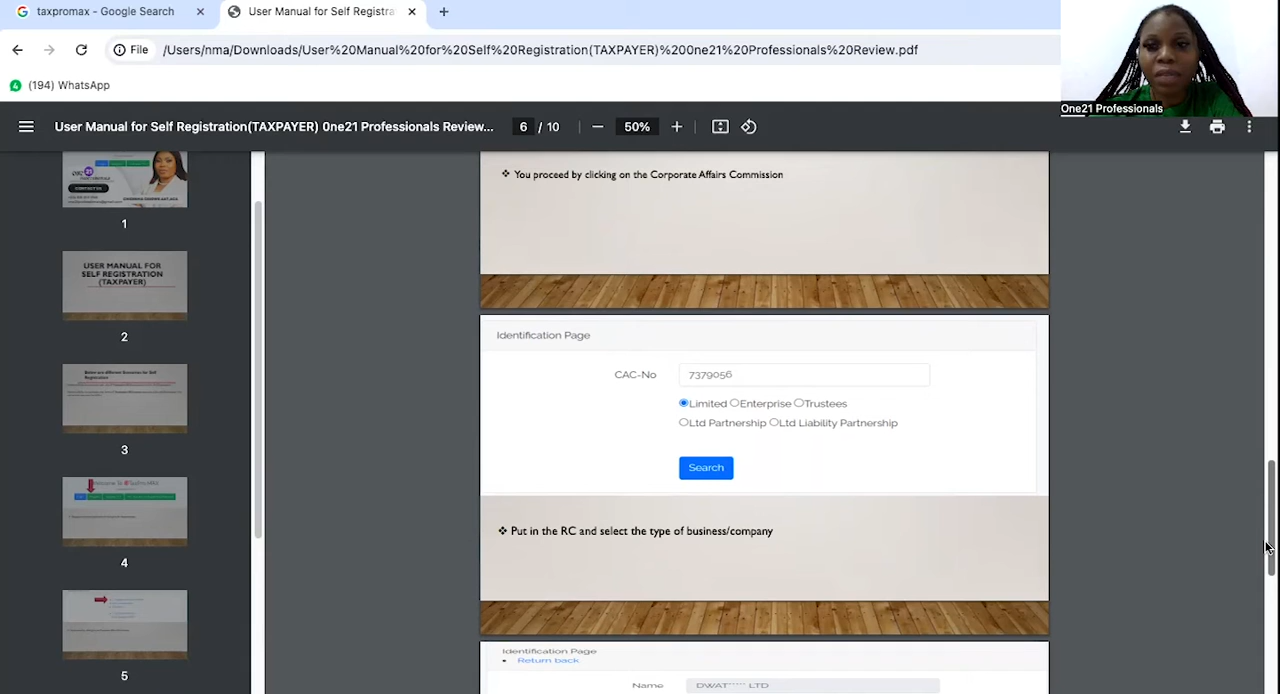 taxpromax - Google Search
User Manual for Self Registra
File
/Users/nma/Downloads/User%20Manual%20for%20Self%20Registration(TAXPAYER)%20One21%20Professionals%20Review.pdf
(194) WhatsApp
One21 Professionals
User Manual for Self Registration(TAXPAYER) 0ne21 Professionals Review...
6 / 10
50%
1
USER MANUAL FOR
SELF REGISTRATION
(TAXPAYER)
2
3
4
5
You proceed by clicking on the Corporate Affairs Commission
Identification Page
CAC-No
7379056
Limited Enterprise Trustees
Ltd Partnership Ltd Liability Partnership
Search
Put in the RC and select the type of business/company
Identification Page
Return back
Name
DWAT***** LTD